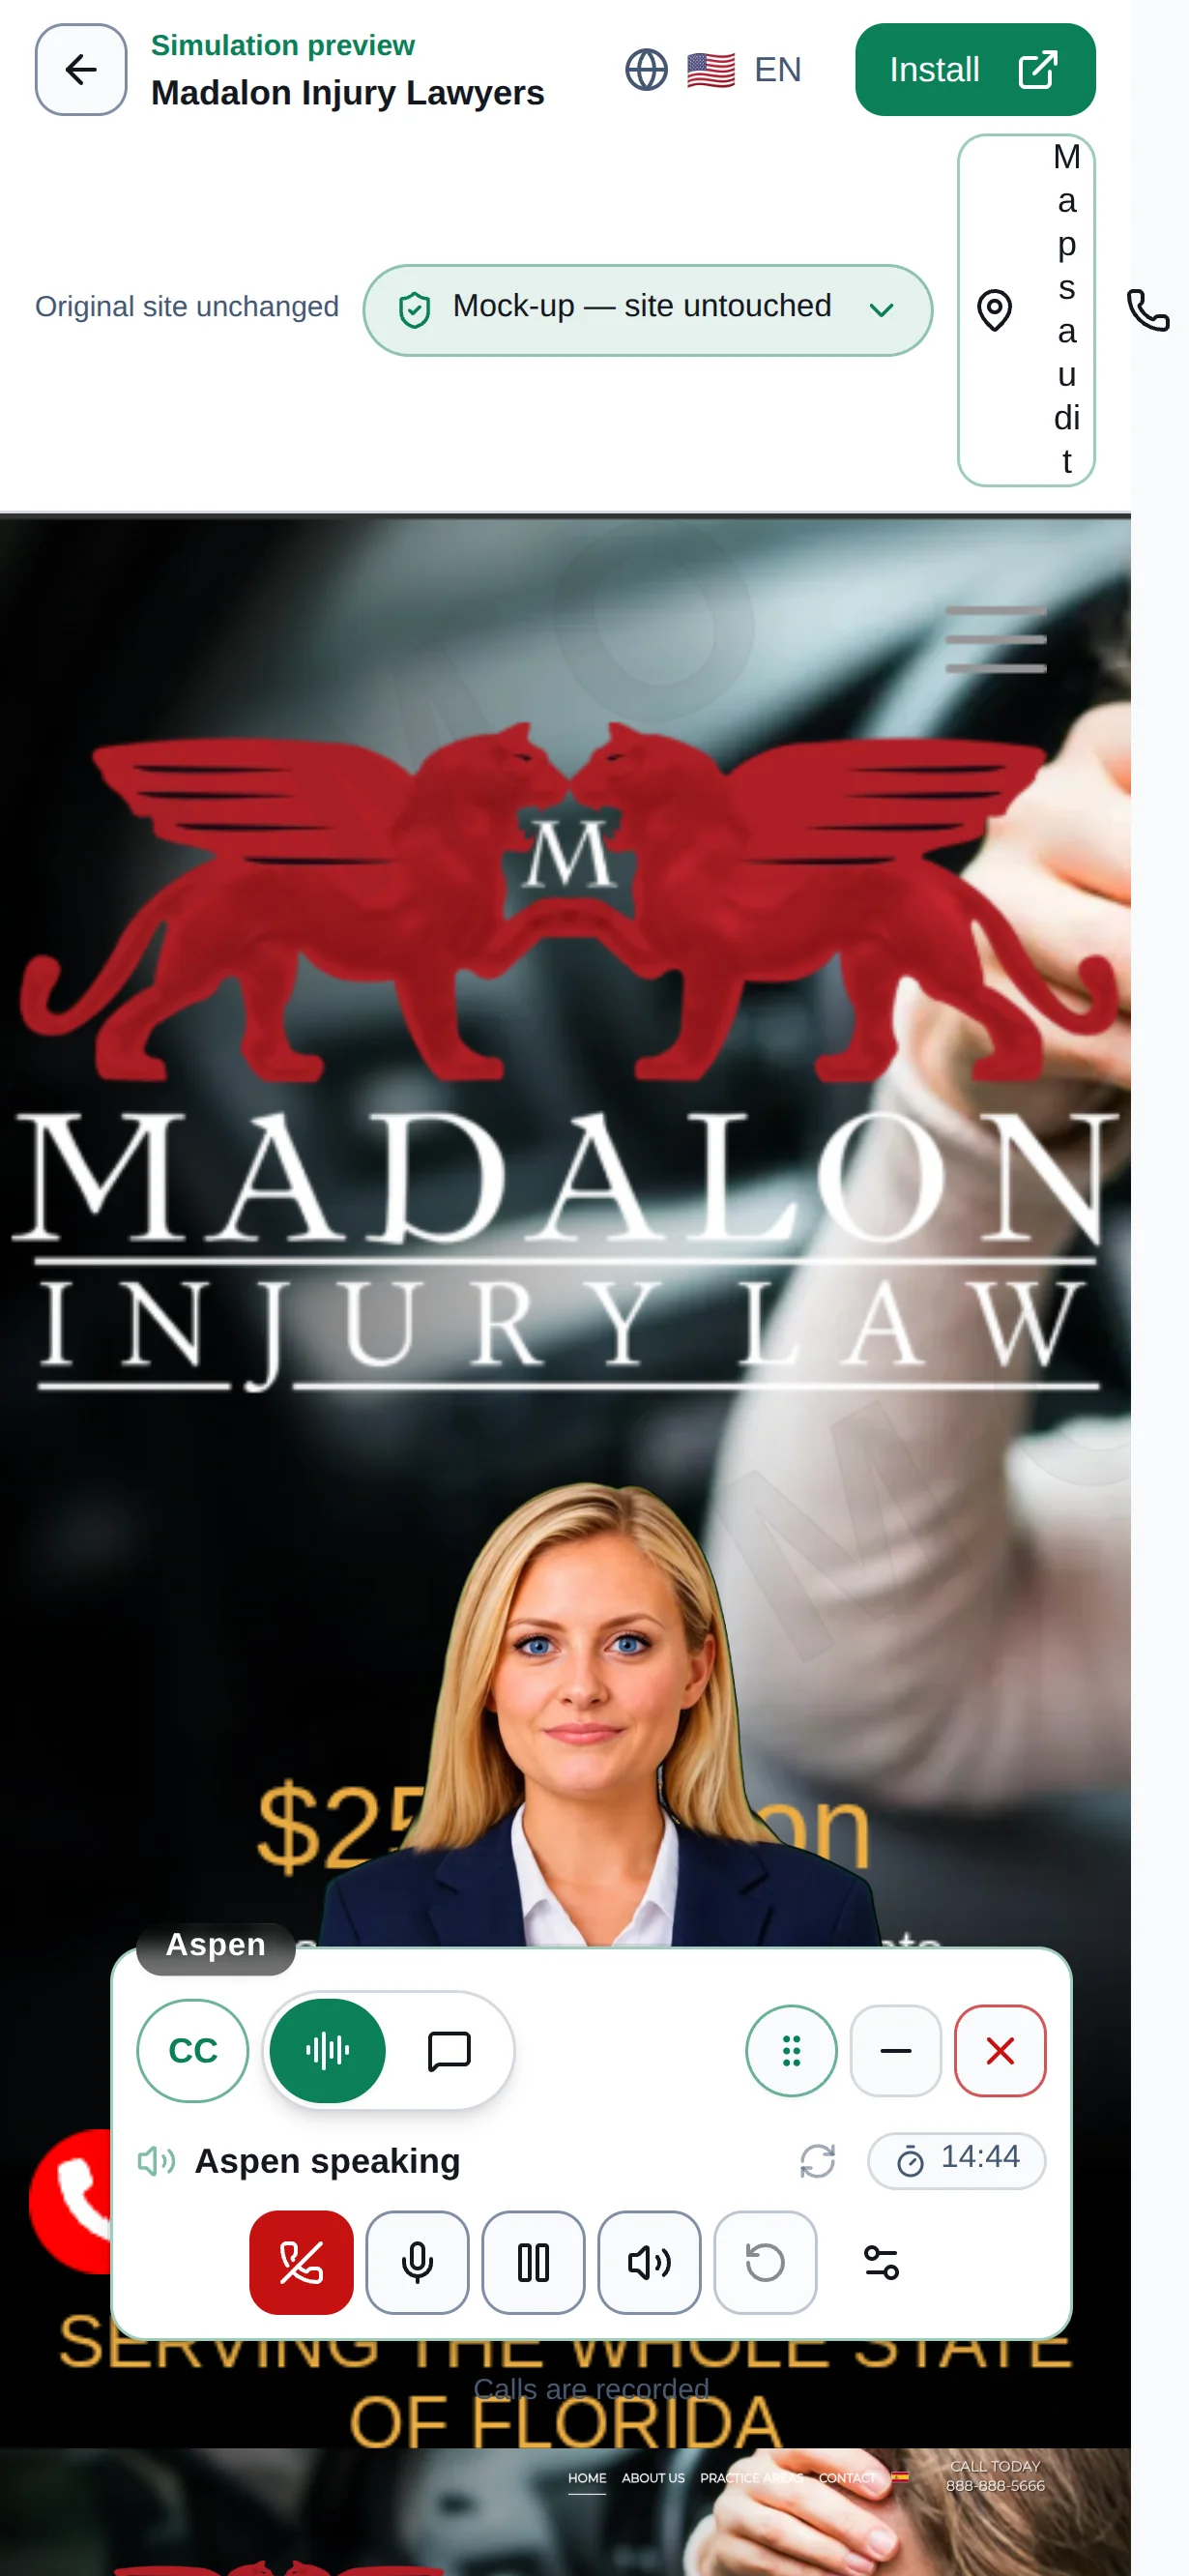 Simulation preview
Madalon Injury Lawyers
EN
Install
Original site unchanged
Mock-up — site untouched
M
a
p
s
a
u
di
t
M
MADALON
INJURY LAW
Aspen
CC
Aspen speaking
14:44
SERVING THE WHOLE STATE
Calls are recorded
OF FLORIDA
HOME ABOUT US PRACTICE AREAS CONTACT
CALL TODAY
888-888-5666